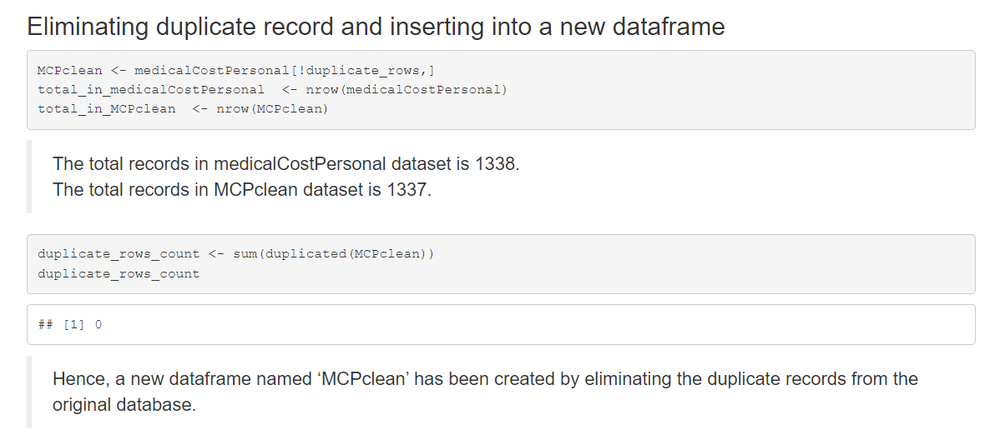 Eliminating duplicate record and inserting into a new dataframe
MCPclean <- medicalCostPersonal[!duplicate_rows,]
total_in_medicalCostPersonal  <- nrow(medicalCostPersonal)
total_in_MCPclean  <- nrow(MCPclean)
The total records in medicalCostPersonal dataset is 1338.
The total records in MCPclean dataset is 1337.
duplicate_rows_count <- sum(duplicated(MCPclean))
duplicate_rows_count
## [1] 0
Hence, a new dataframe named ‘MCPclean’ has been created by eliminating the duplicate records from the
original database.